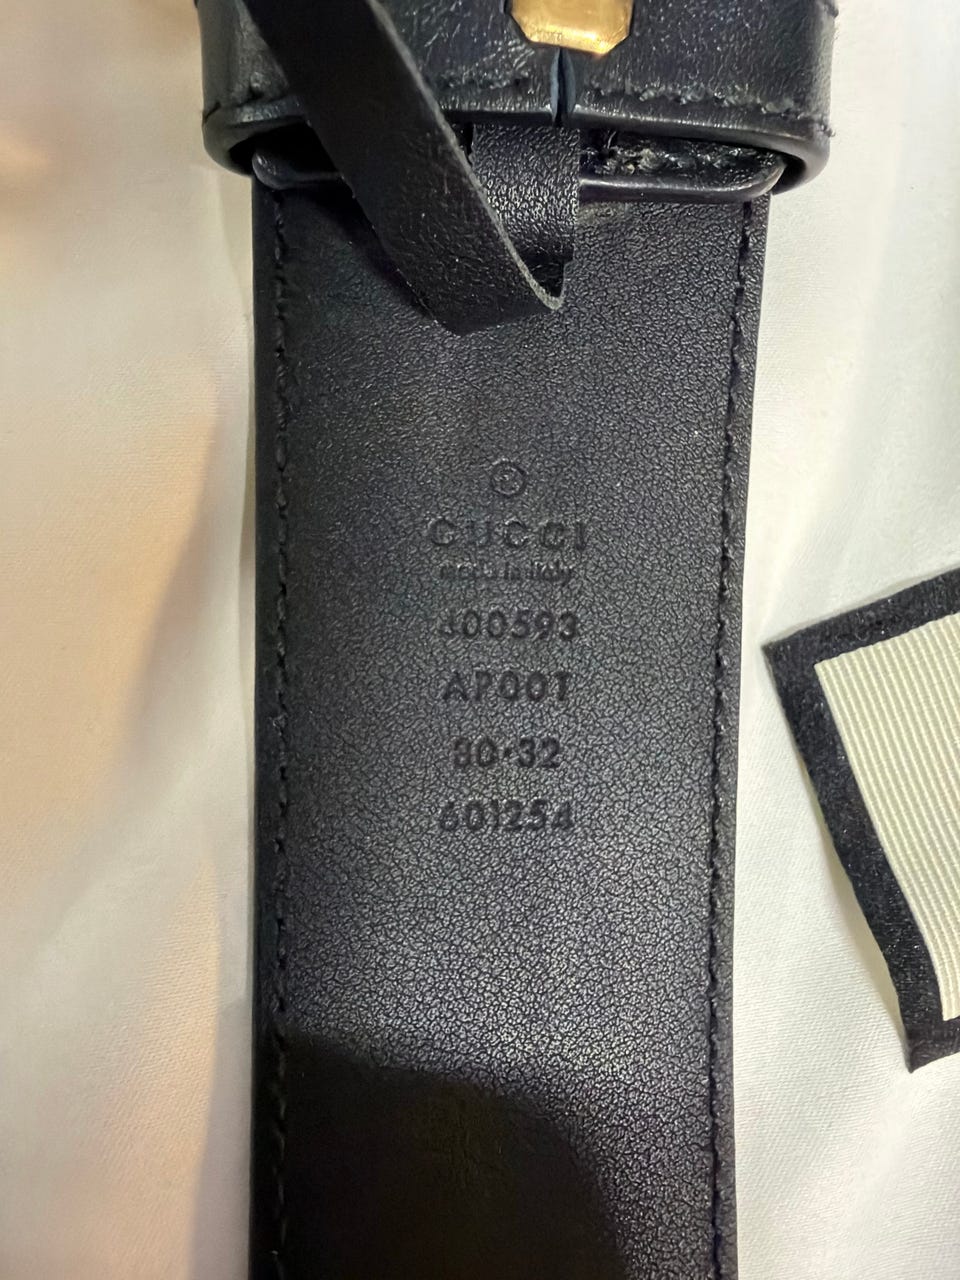 ®
GUCCI
made in italy
400593
AP00T
80·32
601254